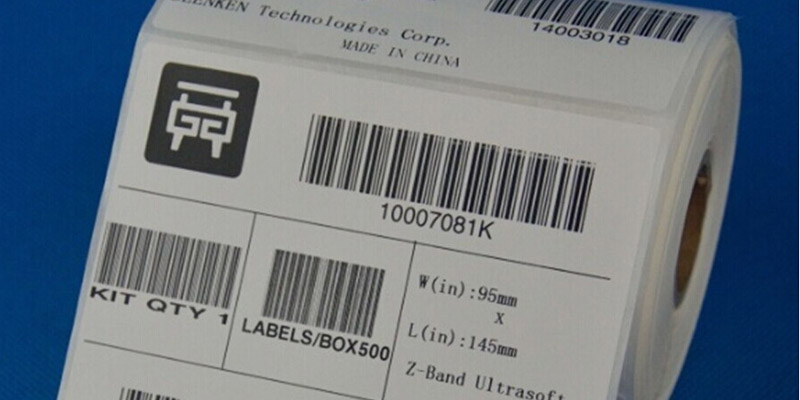 Technologies Corp.
14003018
MADE IN CHINA
10007081K
KIT QTY 1
LABELS/BOX500
W(in):95mm
X
L(in):145mm
Z-Band Ultrasoft